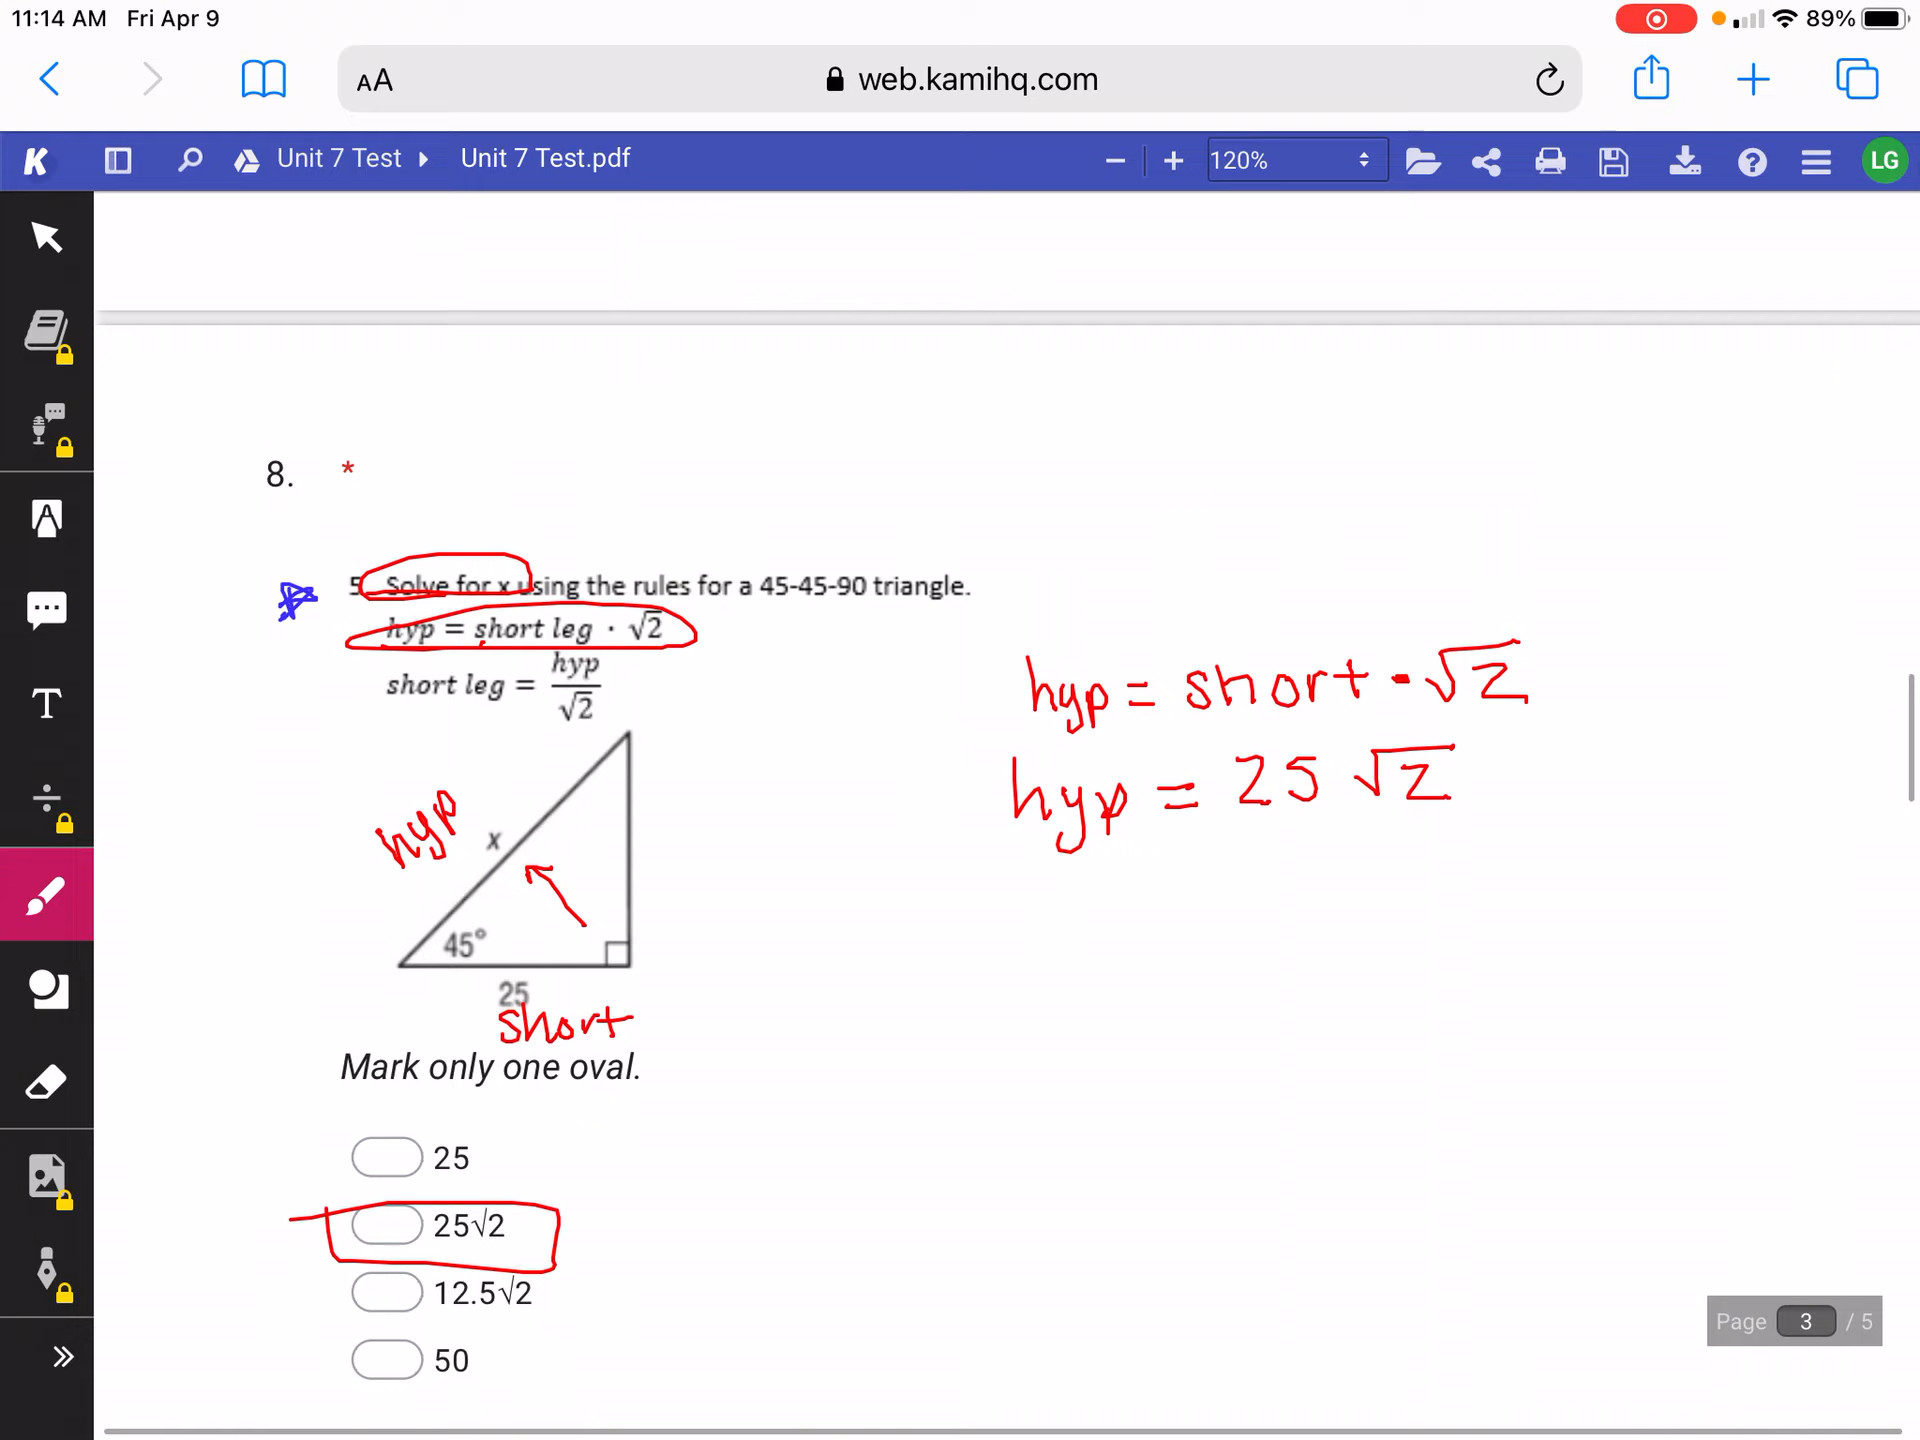 11:14 AM Fri Apr 9
89%
AA web.kamihq.com
K Unit 7 Test Unit 7 Test.pdf 120% LG
8. *
5. Solve for x using the rules for a 45-45-90 triangle.
hyp = short leg · √2
short leg = hyp/√2
hyp = short · √2
hyp = 25 √2
hyp x
45°
25
short
Mark only one oval.
25
25√2
12.5√2
50
Page 3 / 5